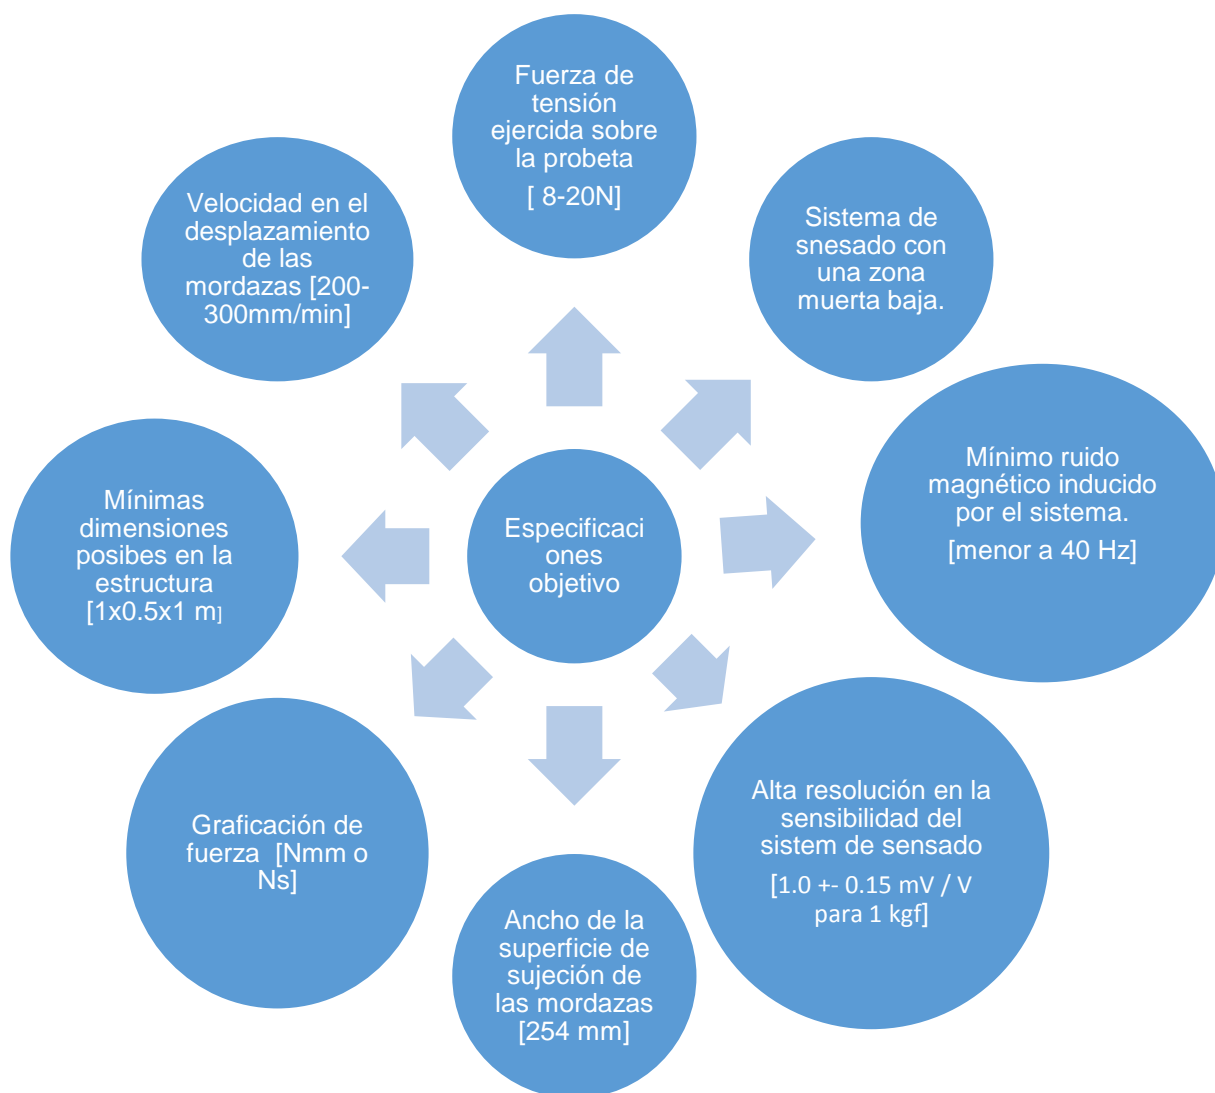 Fuerza de
tensión
ejercida sobre
la probeta
[ 8-20N]
Sistema de
snesado con
una zona
muerta baja.
Mínimo ruido
magnético inducido
por el sistema.
[menor a 40 Hz]
Alta resolución en la
sensibilidad del
sistem de sensado
[1.0 +- 0.15 mV / V
para 1 kgf]
Ancho de la
superficie de
sujeción de
las mordazas
[254 mm]
Graficación de
fuerza [Nmm o
Ns]
Mínimas
dimensiones
posibes en la
estructura
[1x0.5x1 m]
Velocidad en el
desplazamiento
de las
mordazas [200-
300mm/min]
Especificaci
ones
objetivo